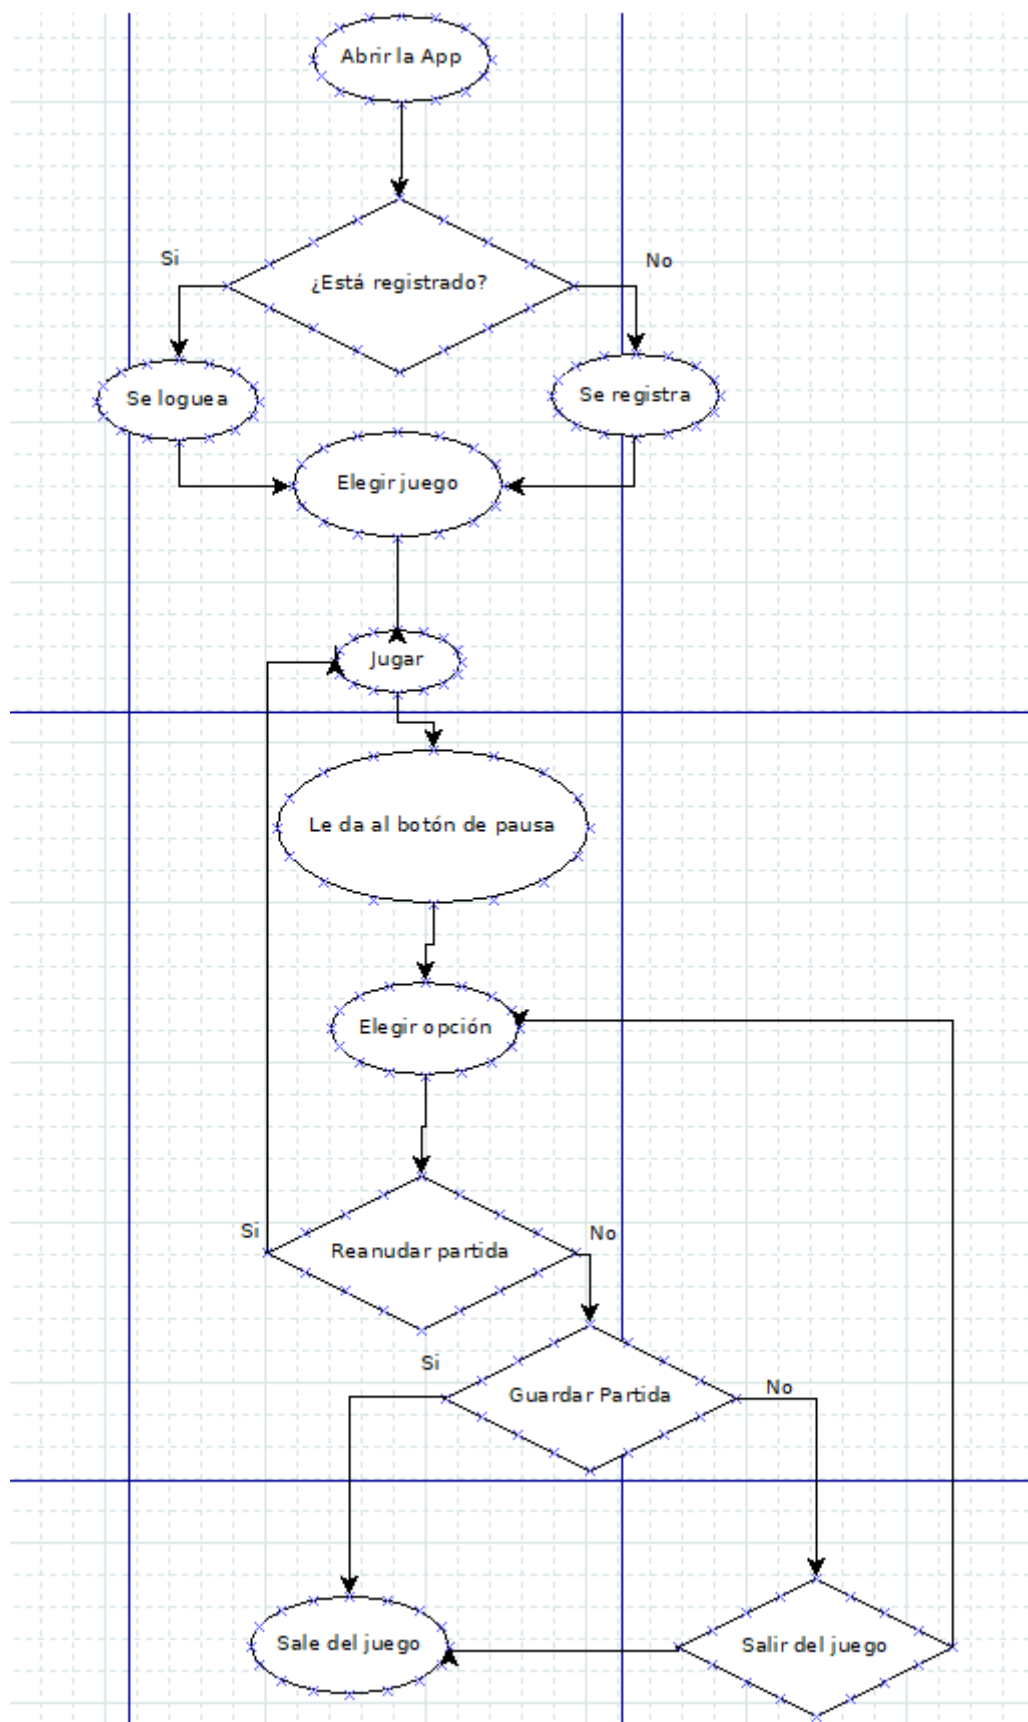 Abrir la App
Si
No
¿Está registrado?
Se loguea
Se registra
Elegir juego
Jugar
Le da al botón de pausa
Elegir opción
Si
No
Reanudar partida
Si
No
Guardar Partida
Sale del juego
Salir del juego